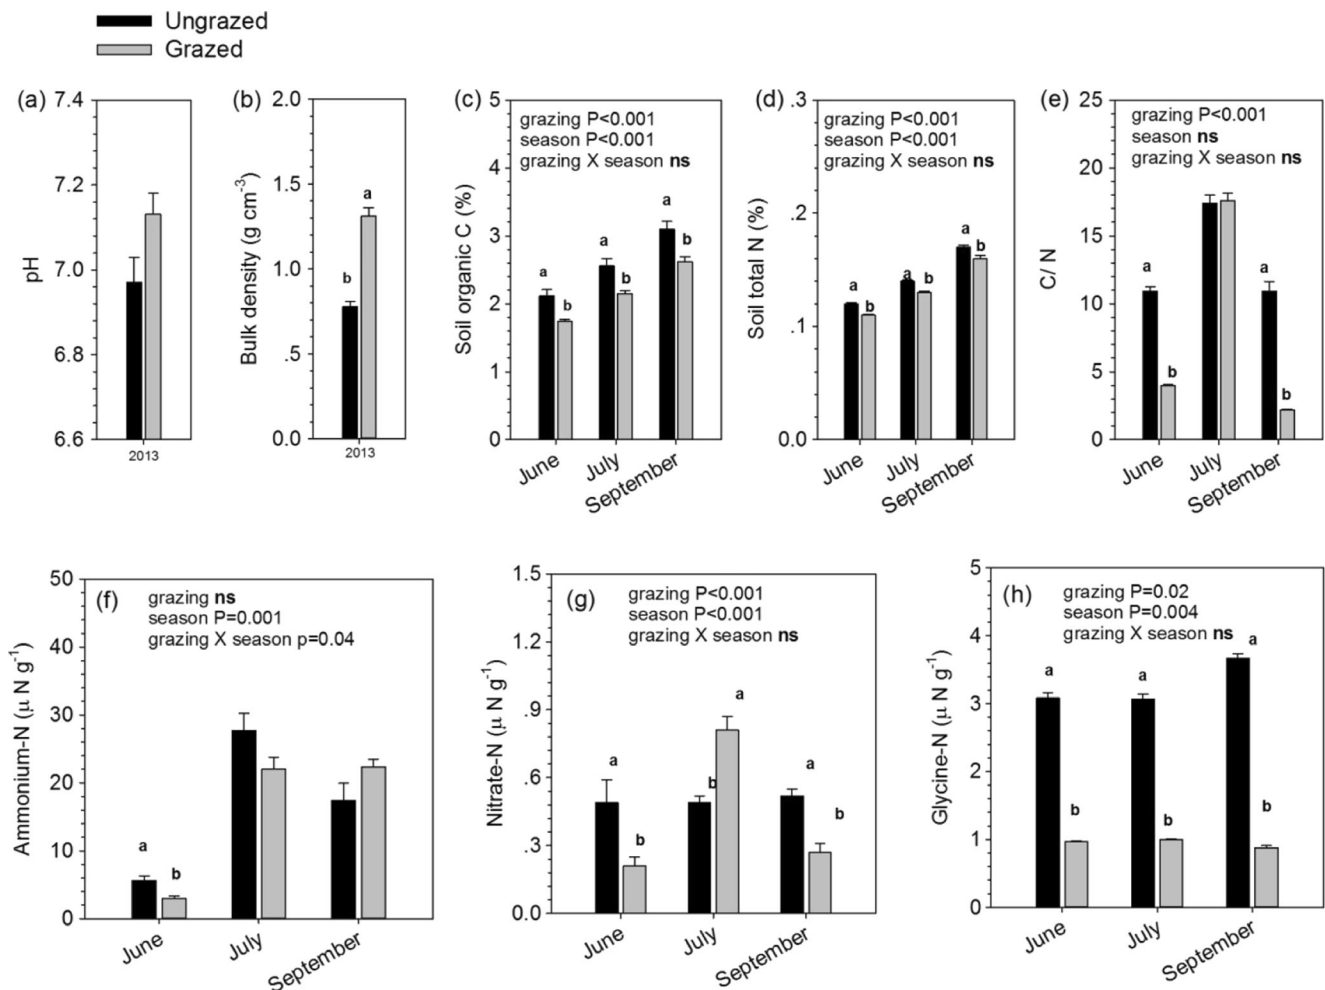 Ungrazed
Grazed
(a)
7.4
7.2
7.0
6.8
6.6
pH
2013
(b)
2.0
1.5
1.0
.5
0.0
Bulk density (g cm⁻³)
b
a
2013
(c)
5
4
3
2
1
0
Soil organic C (%)
grazing P<0.001
season P<0.001
grazing X season ns
a
b
a
b
a
b
June
July
September
(d)
.3
.2
.1
0.0
Soil total N (%)
grazing P<0.001
season P<0.001
grazing X season ns
a
b
a
b
a
b
June
July
September
(e)
25
20
15
10
5
0
C/ N
grazing P<0.001
season ns
grazing X season ns
a
b
a
b
June
July
September
(f)
50
40
30
20
10
0
Ammonium-N (μ N g⁻¹)
grazing ns
season P=0.001
grazing X season p=0.04
a
b
June
July
September
(g)
1.5
1.2
.9
.6
.3
0.0
Nitrate-N (μ N g⁻¹)
grazing P<0.001
season P<0.001
grazing X season ns
a
b
b
a
a
b
June
July
September
(h)
5
4
3
2
1
0
Glycine-N (μ N g⁻¹)
grazing P=0.02
season P=0.004
grazing X season ns
a
b
a
b
a
b
June
July
September